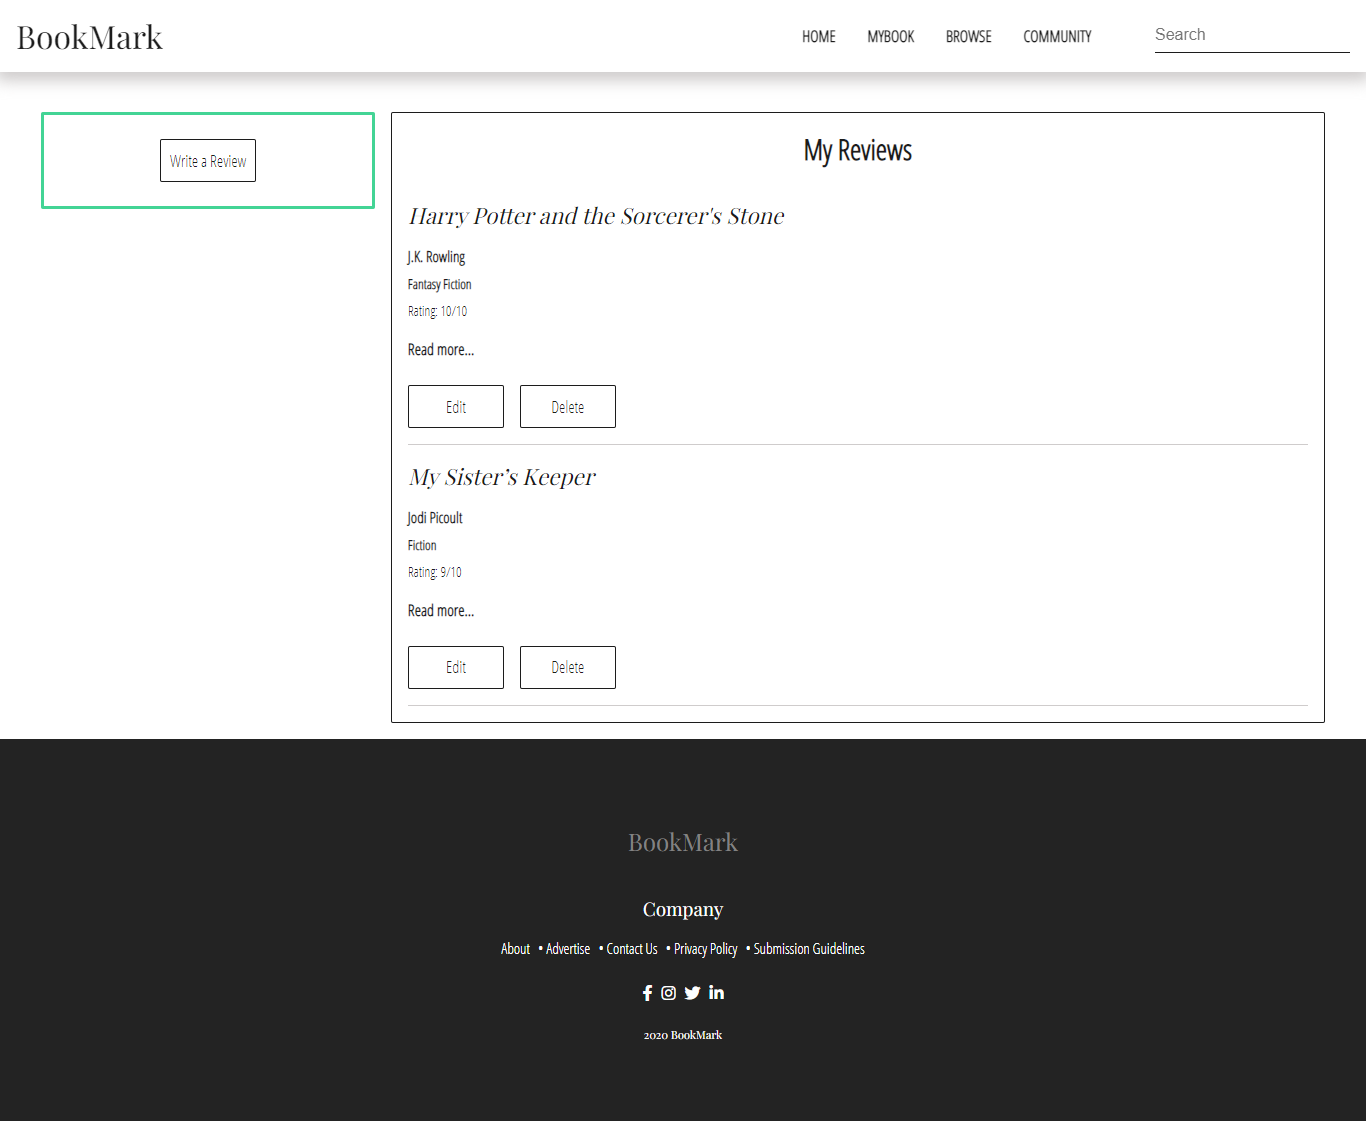 BookMark
HOME MYBOOK BROWSE COMMUNITY Search
Write a Review
My Reviews
Harry Potter and the Sorcerer's Stone
J.K. Rowling
Fantasy Fiction
Rating: 10/10
Read more...
Edit Delete
My Sister’s Keeper
Jodi Picoult
Fiction
Rating: 9/10
Read more...
Edit Delete
BookMark
Company
About • Advertise • Contact Us • Privacy Policy • Submission Guidelines
2020 BookMark